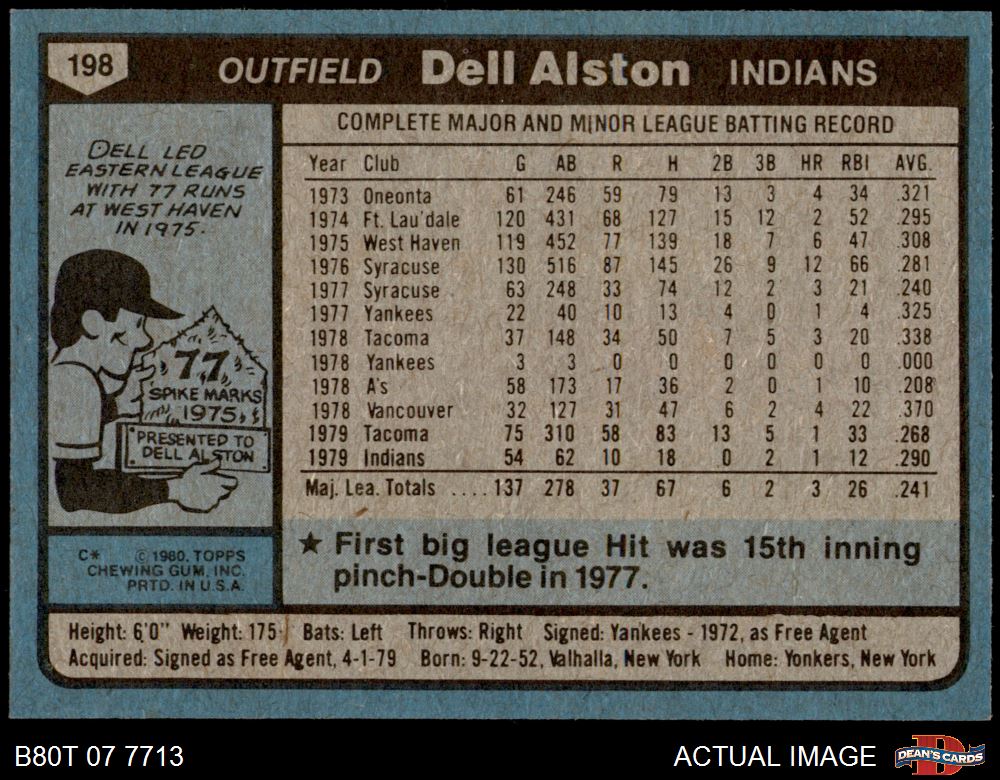 198 OUTFIELD Dell Alston INDIANS
DELL LED
EASTERN LEAGUE
WITH 77 RUNS
AT WEST HAVEN
IN 1975.
77
SPIKE MARKS
1975
PRESENTED TO
DELL ALSTON
C* © 1980, TOPPS
CHEWING GUM, INC.
PRTD. IN U.S.A.
COMPLETE MAJOR AND MINOR LEAGUE BATTING RECORD
Year Club G AB R H 2B 3B HR RBI AVG.
1973 Oneonta 61 246 59 79 13 3 4 34 .321
1974 Ft. Lau'dale 120 431 68 127 15 12 2 52 .295
1975 West Haven 119 452 77 139 18 7 6 47 .308
1976 Syracuse 130 516 87 145 26 9 12 66 .281
1977 Syracuse 63 248 33 74 12 2 3 21 .240
1977 Yankees 22 40 10 13 4 0 1 4 .325
1978 Tacoma 37 148 34 50 7 5 3 20 .338
1978 Yankees 3 3 0 0 0 0 0 0 .000
1978 A's 58 173 17 36 2 0 1 10 .208
1978 Vancouver 32 127 31 47 6 2 4 22 .370
1979 Tacoma 75 310 58 83 13 5 1 33 .268
1979 Indians 54 62 10 18 0 2 1 12 .290
Maj. Lea. Totals .... 137 278 37 67 6 2 3 26 .241
★ First big league Hit was 15th inning
pinch-Double in 1977.
Height: 6'0" Weight: 175 Bats: Left Throws: Right Signed: Yankees - 1972, as Free Agent
Acquired: Signed as Free Agent, 4-1-79 Born: 9-22-52, Valhalla, New York Home: Yonkers, New York
B80T 07 7713 ACTUAL IMAGE DEAN'S CARDS